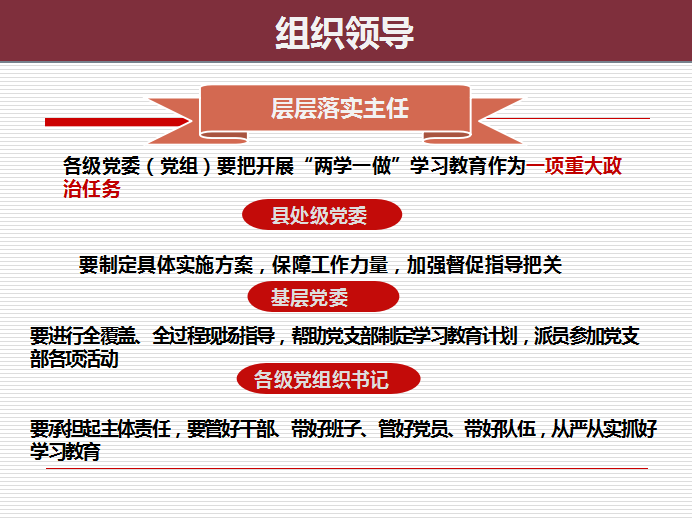 组织领导
层层落实主任
各级党委（党组）要把开展“两学一做”学习教育作为一项重大政
治任务
县处级党委
要制定具体实施方案，保障工作力量，加强督促指导把关
基层党委
要进行全覆盖、全过程现场指导，帮助党支部制定学习教育计划，派员参加党支
部各项活动
各级党组织书记
要承担起主体责任，要管好干部、带好班子、管好党员、带好队伍，从严从实抓好
学习教育